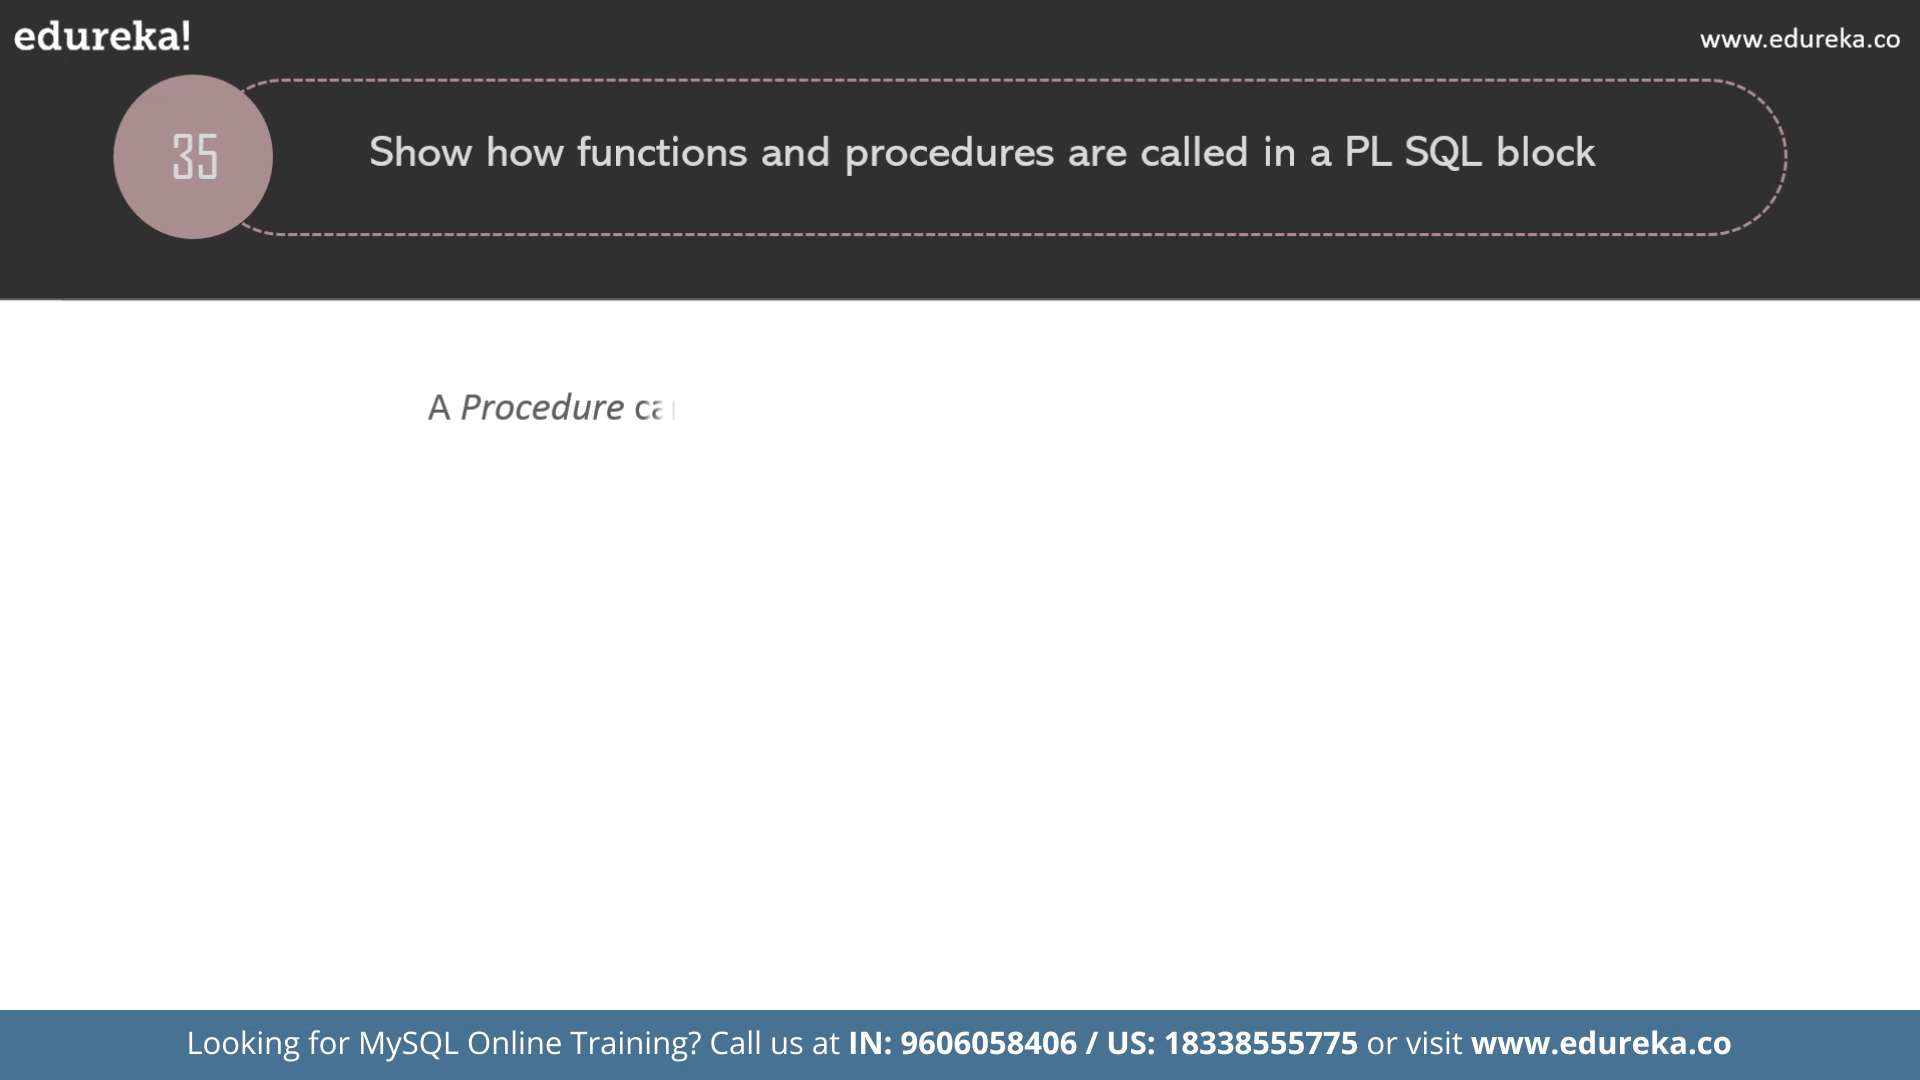 edureka!
www.edureka.co
35
Show how functions and procedures are called in a PL SQL block
A Procedure
Looking for MySQL Online Training? Call us at IN: 9606058406 / US: 18338555775 or visit www.edureka.co